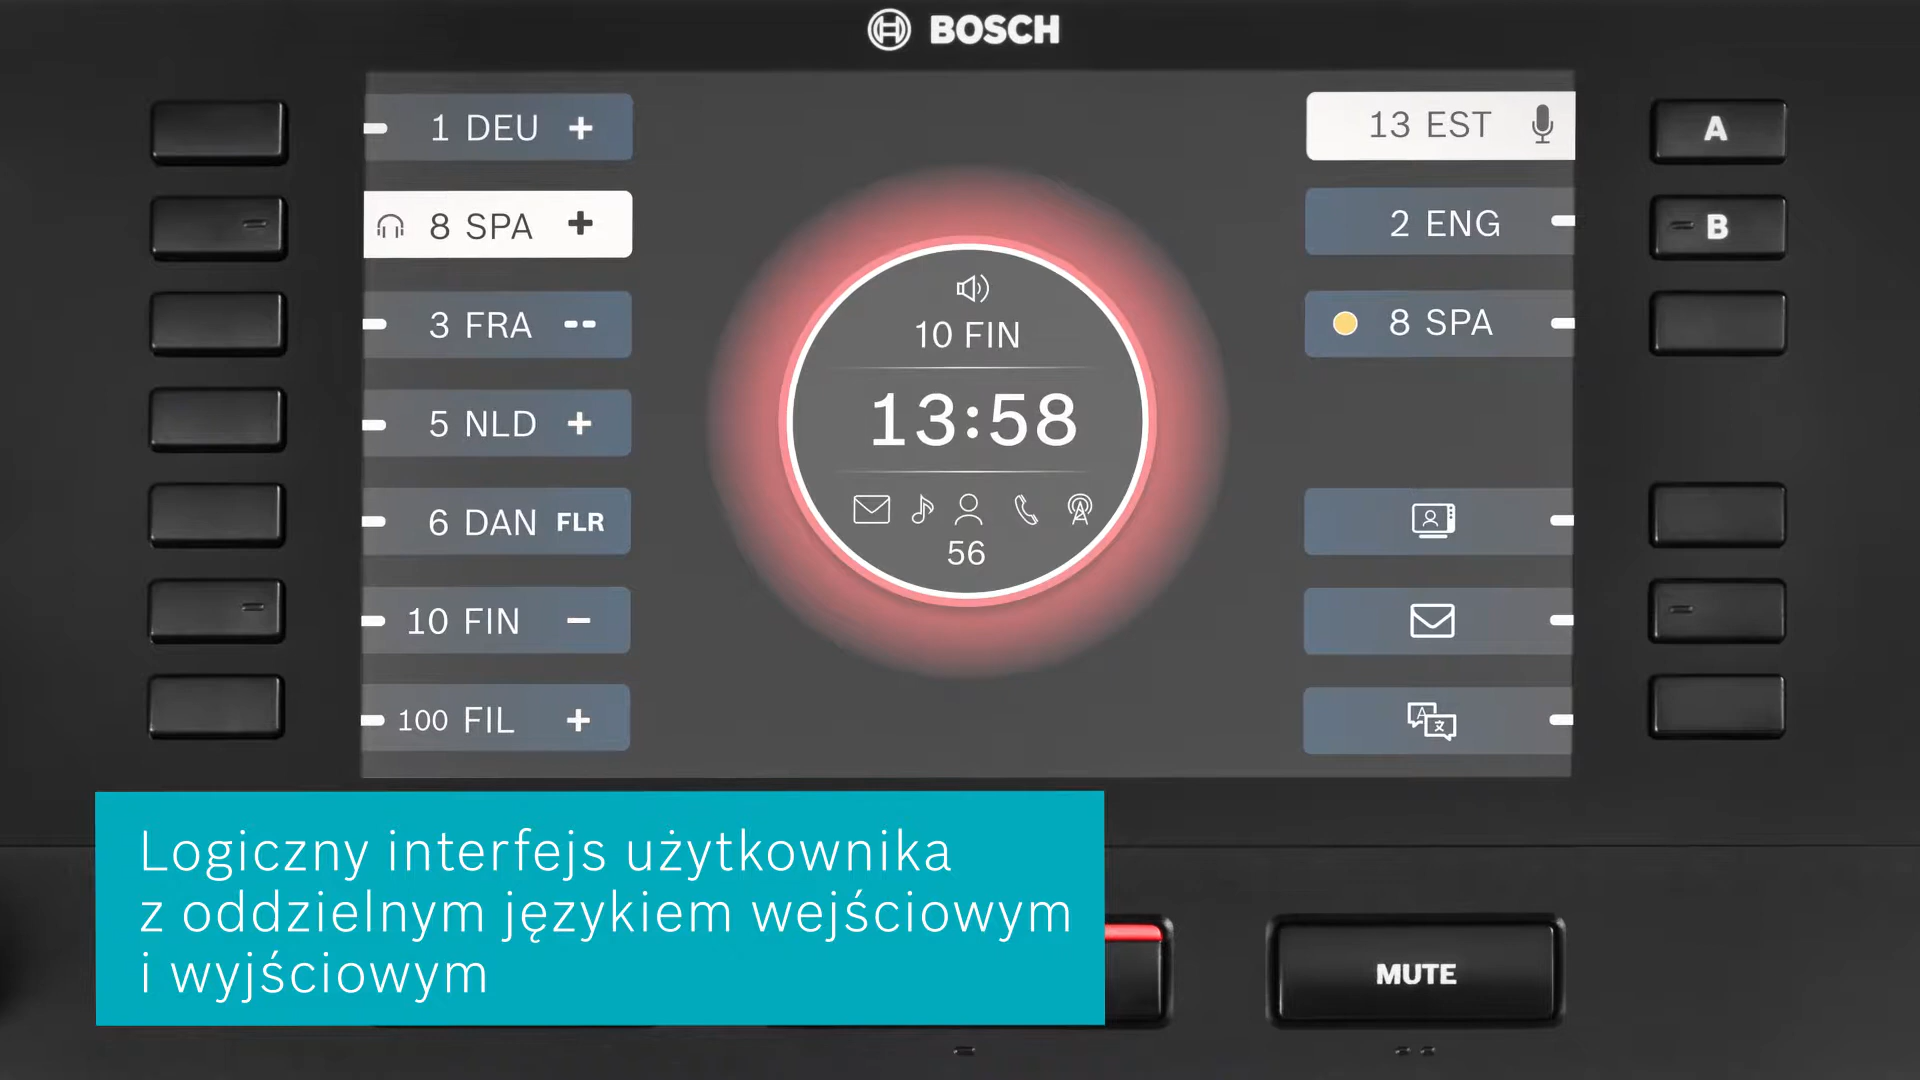 BOSCH
1 DEU +
8 SPA +
3 FRA --
5 NLD +
6 DAN FLR
10 FIN -
100 FIL +
10 FIN
13:58
56
13 EST
2 ENG
8 SPA
A
B
A 文
Logiczny interfejs użytkownika
z oddzielnym językiem wejściowym
i wyjściowym
MUTE